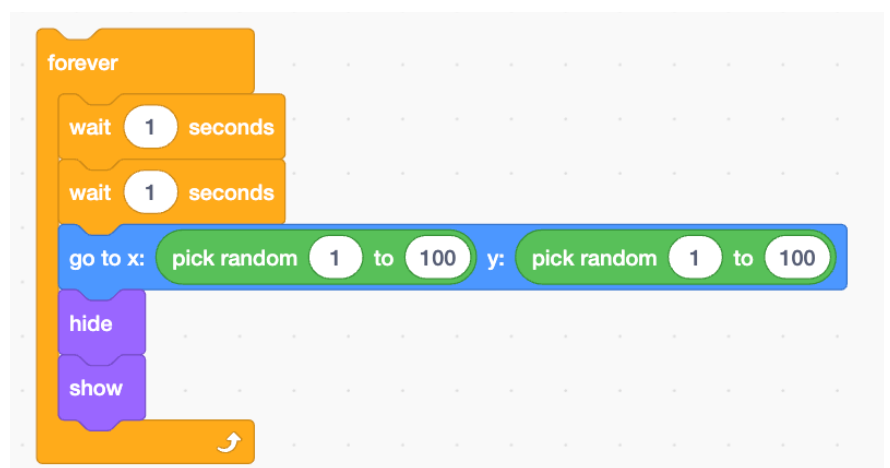 forever
wait 1 seconds
wait 1 seconds
go to x: pick random 1 to 100 y: pick random 1 to 100
hide
show